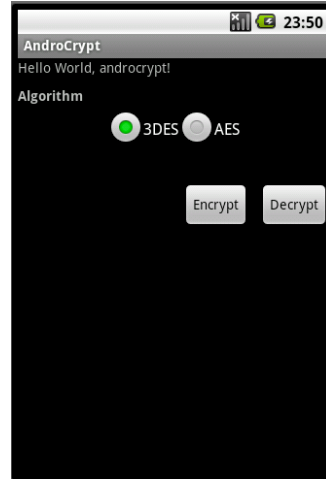 23:50
AndroCrypt
Hello World, androcrypt!
Algorithm
3DES AES
Encrypt Decrypt